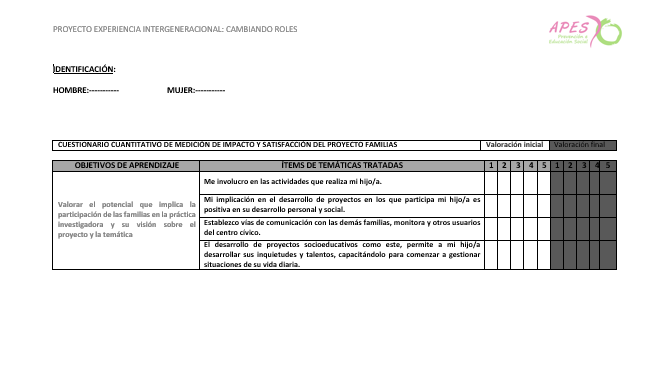 PROYECTO EXPERIENCIA INTERGENERACIONAL: CAMBIANDO ROLES
APES
Prevención y
Educación Social
IDENTIFICACIÓN:
HOMBRE:----------- MUJER:-----------
CUESTIONARIO CUANTITATIVO DE MEDICIÓN DE IMPACTO Y SATISFACCIÓN DEL PROYECTO FAMILIAS Valoración inicial Valoración final
OBJETIVOS DE APRENDIZAJE ÍTEMS DE TEMÁTICAS TRATADAS 1 2 3 4 5 1 2 3 4 5
Valorar el potencial que implica la
participación de las familias en la práctica
investigadora y su visión sobre el
proyecto y la temática
Me involucro en las actividades que realiza mi hijo/a.
Mi implicación en el desarrollo de proyectos en los que participa mi hijo/a es
positiva en su desarrollo personal y social.
Establezco vías de comunicación con las demás familias, monitora y otros usuarios
del centro cívico.
El desarrollo de proyectos socioeducativos como este, permite a mi hijo/a
desarrollar sus inquietudes y talentos, capacitándolo para comenzar a gestionar
situaciones de su vida diaria.